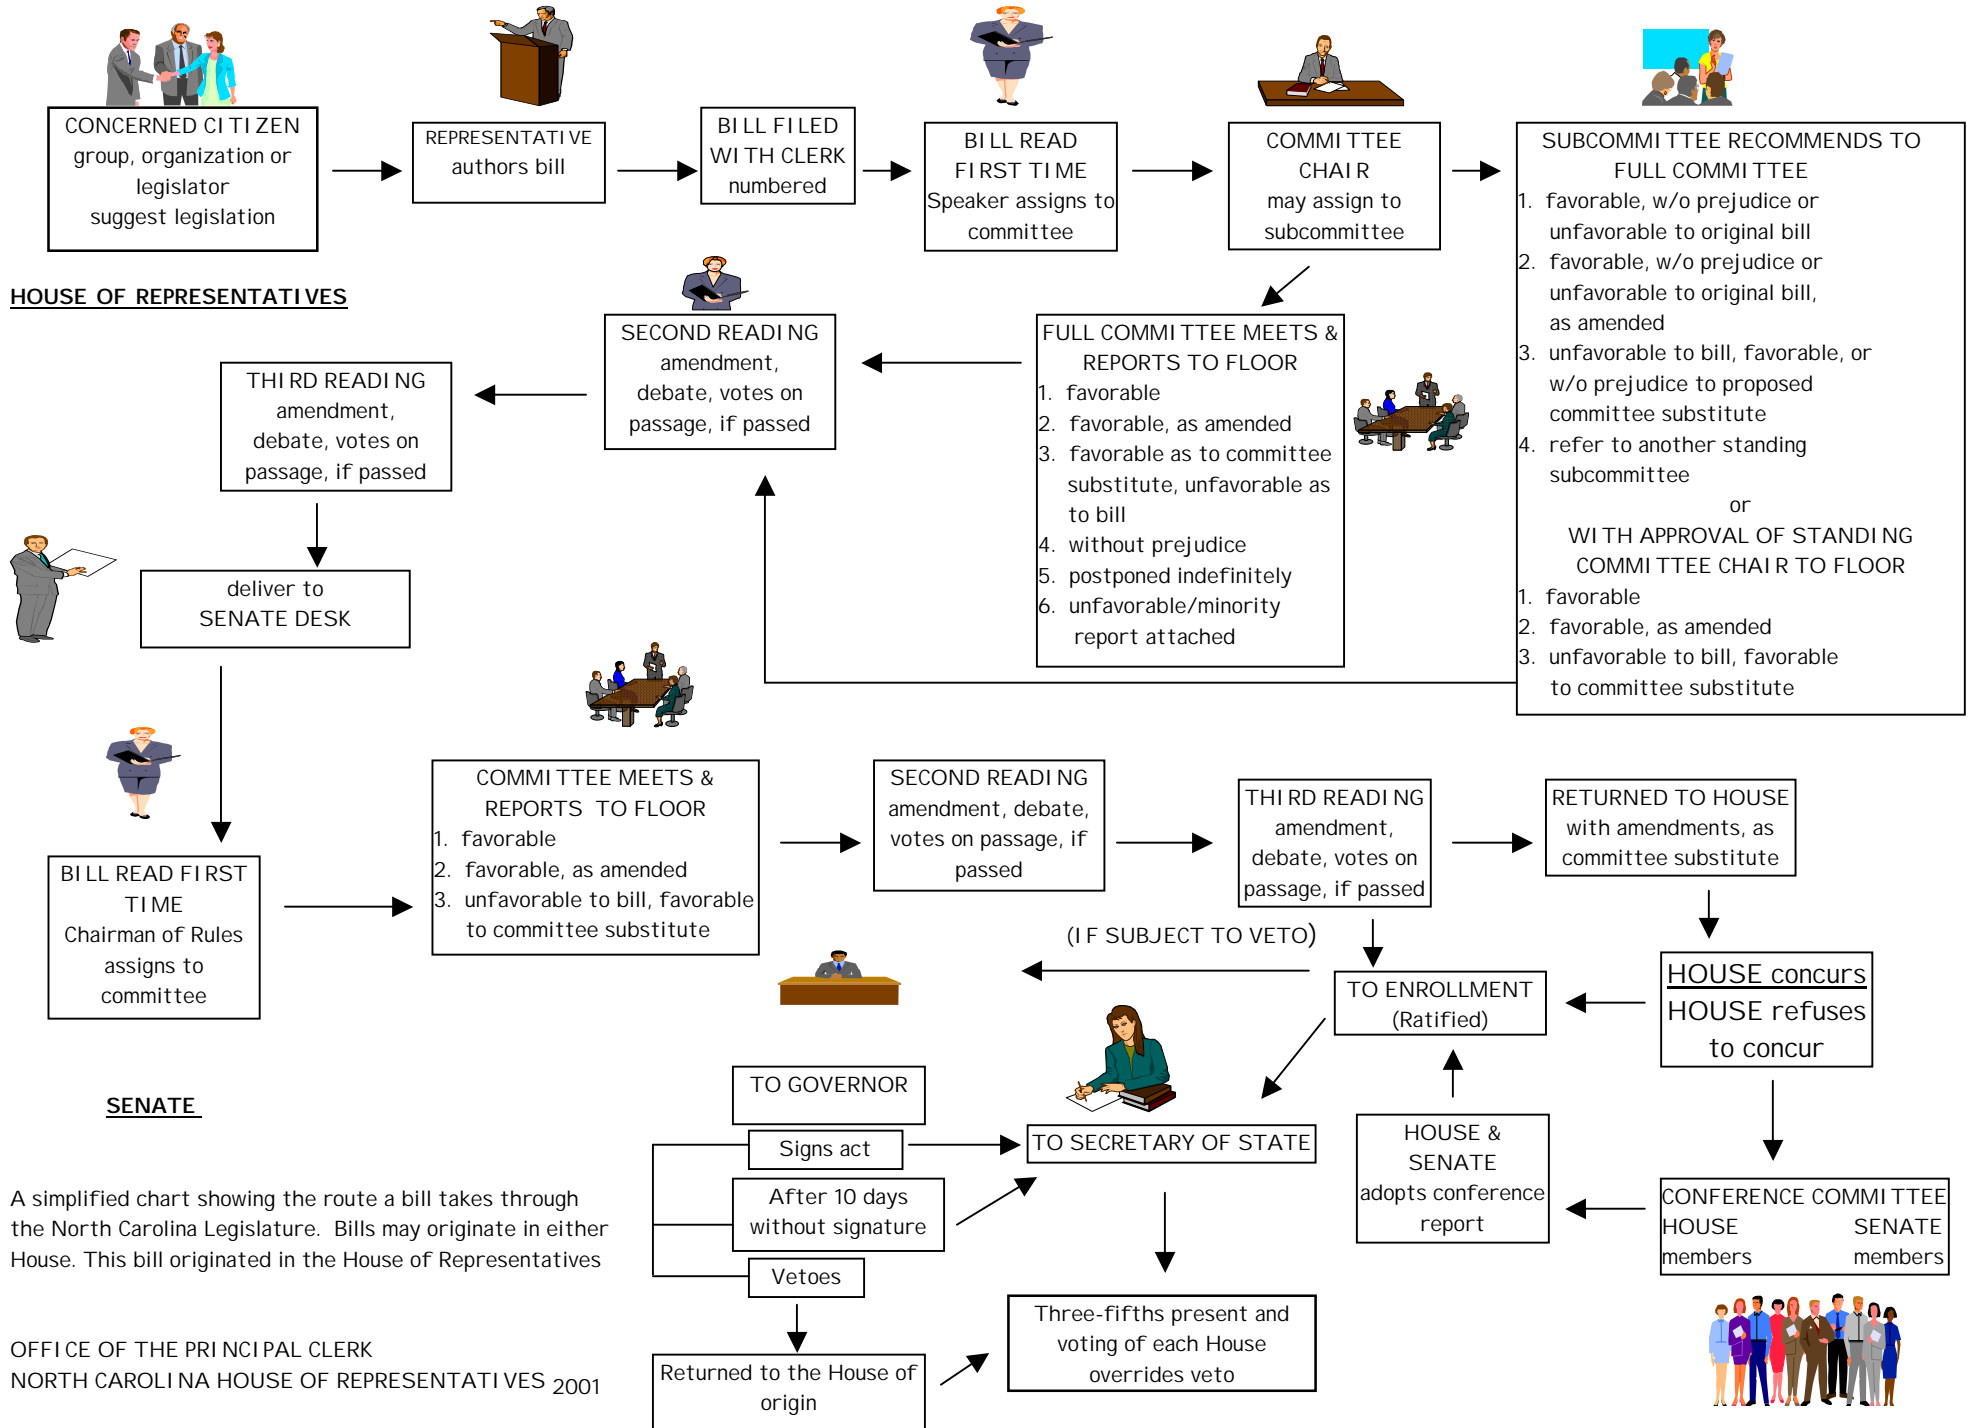 CONCERNED CITIZEN
group, organization or
legislator
suggest legislation
REPRESENTATIVE
authors bill
BILL FILED
WITH CLERK
numbered
BILL READ
FIRST TIME
Speaker assigns to
committee
COMMITTEE
CHAIR
may assign to
subcommittee
SUBCOMMITTEE RECOMMENDS TO
FULL COMMITTEE
1. favorable, w/o prejudice or
unfavorable to original bill
2. favorable, w/o prejudice or
unfavorable to original bill,
as amended
3. unfavorable to bill, favorable, or
w/o prejudice to proposed
committee substitute
4. refer to another standing
subcommittee
or
WITH APPROVAL OF STANDING
COMMITTEE CHAIR TO FLOOR
1. favorable
2. favorable, as amended
3. unfavorable to bill, favorable
to committee substitute
HOUSE OF REPRESENTATIVES
FULL COMMITTEE MEETS &
REPORTS TO FLOOR
1. favorable
2. favorable, as amended
3. favorable as to committee
substitute, unfavorable as
to bill
4. without prejudice
5. postponed indefinitely
6. unfavorable/minority
report attached
SECOND READING
amendment,
debate, votes on
passage, if passed
THIRD READING
amendment,
debate, votes on
passage, if passed
deliver to
SENATE DESK
BILL READ FIRST
TIME
Chairman of Rules
assigns to
committee
COMMITTEE MEETS &
REPORTS TO FLOOR
1. favorable
2. favorable, as amended
3. unfavorable to bill, favorable
to committee substitute
SECOND READING
amendment, debate,
votes on passage, if
passed
THIRD READING
amendment,
debate, votes on
passage, if passed
RETURNED TO HOUSE
with amendments, as
committee substitute
(IF SUBJECT TO VETO)
TO ENROLLMENT
(Ratified)
HOUSE concurs
HOUSE refuses
to concur
SENATE
TO GOVERNOR
Signs act
After 10 days
without signature
Vetoes
TO SECRETARY OF STATE
HOUSE &
SENATE
adopts conference
report
CONFERENCE COMMITTEE
HOUSE SENATE
members members
A simplified chart showing the route a bill takes through
the North Carolina Legislature. Bills may originate in either
House. This bill originated in the House of Representatives
Returned to the House of
origin
Three-fifths present and
voting of each House
overrides veto
OFFICE OF THE PRINCIPAL CLERK
NORTH CAROLINA HOUSE OF REPRESENTATIVES 2001